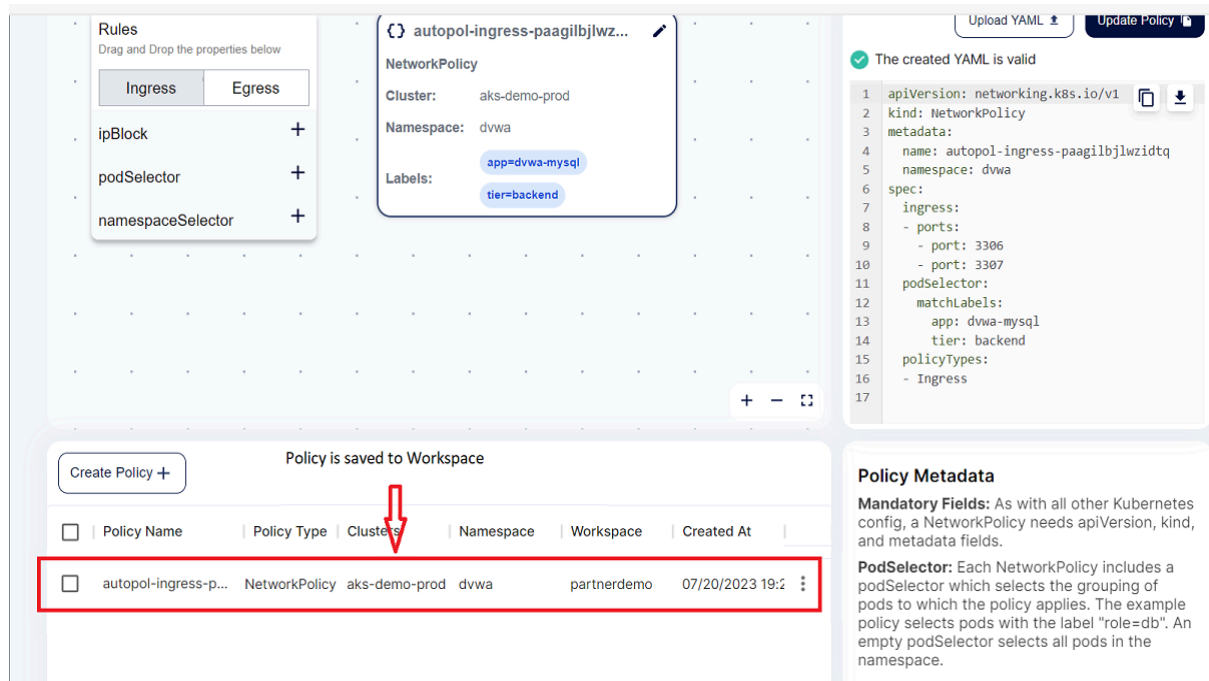 Rules
Drag and Drop the properties below
Ingress
Egress
ipBlock +
podSelector +
namespaceSelector +
{} autopol-ingress-paagilbjlwz...
NetworkPolicy
Cluster: aks-demo-prod
Namespace: dvwa
Labels:
app=dvwa-mysql
tier=backend
Upload YAML
Update Policy
The created YAML is valid
1 apiVersion: networking.k8s.io/v1
2 kind: NetworkPolicy
3 metadata:
4 name: autopol-ingress-paagilbjlwzidtq
5 namespace: dvwa
6 spec:
7 ingress:
8 - ports:
9 - port: 3306
10 - port: 3307
11 podSelector:
12 matchLabels:
13 app: dvwa-mysql
14 tier: backend
15 policyTypes:
16 - Ingress
17
Create Policy +
Policy is saved to Workspace
Policy Name Policy Type Clusters Namespace Workspace Created At
autopol-ingress-p... NetworkPolicy aks-demo-prod dvwa partnerdemo 07/20/2023 19:2
Policy Metadata
Mandatory Fields: As with all other Kubernetes
config, a NetworkPolicy needs apiVersion, kind,
and metadata fields.
PodSelector: Each NetworkPolicy includes a
podSelector which selects the grouping of
pods to which the policy applies. The example
policy selects pods with the label "role=db". An
empty podSelector selects all pods in the
namespace.